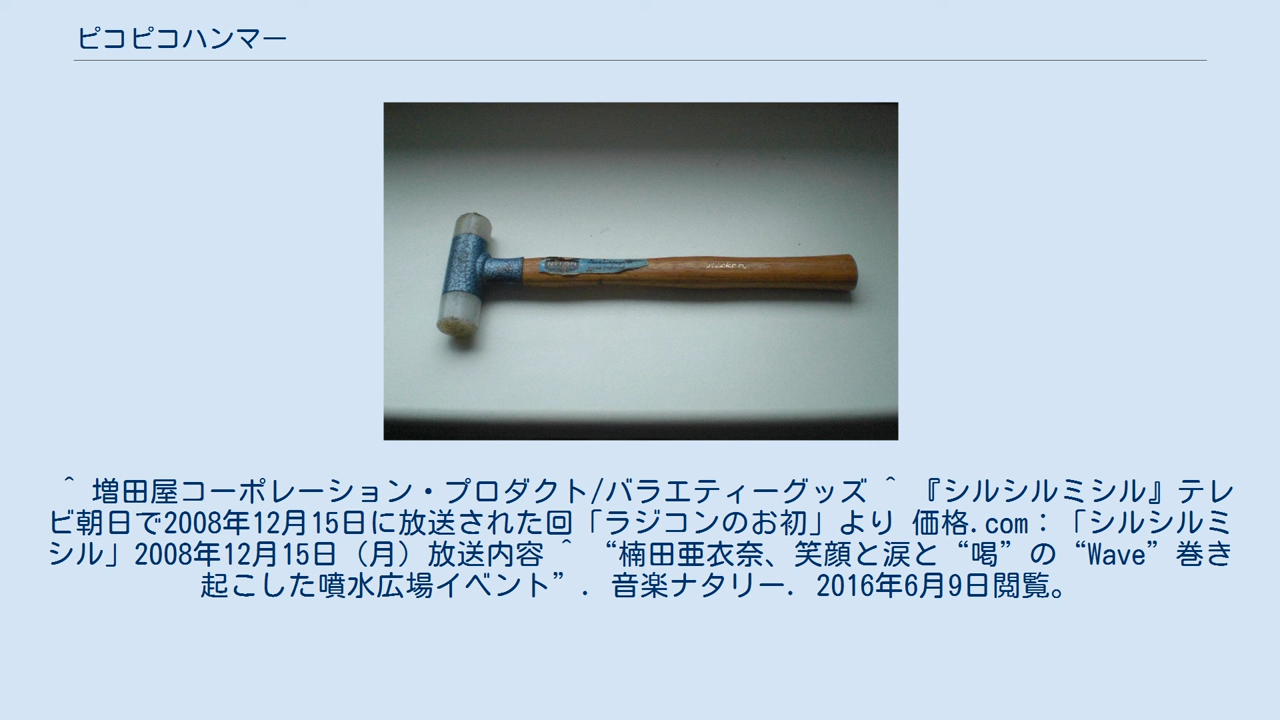 ピコピコハンマー
^ 増田屋コーポレーション・プロダクト/バラエティーグッズ ^ 『シルシルミシル』テレ
ビ朝日で2008年12月15日に放送された回「ラジコンのお初」より 価格.com：「シルシルミ
シル」2008年12月15日（月）放送内容 ^ “楠田亜衣奈、笑顔と涙と“喝”の“Wave”巻き
起こした噴水広場イベント”. 音楽ナタリー. 2016年6月9日閲覧。